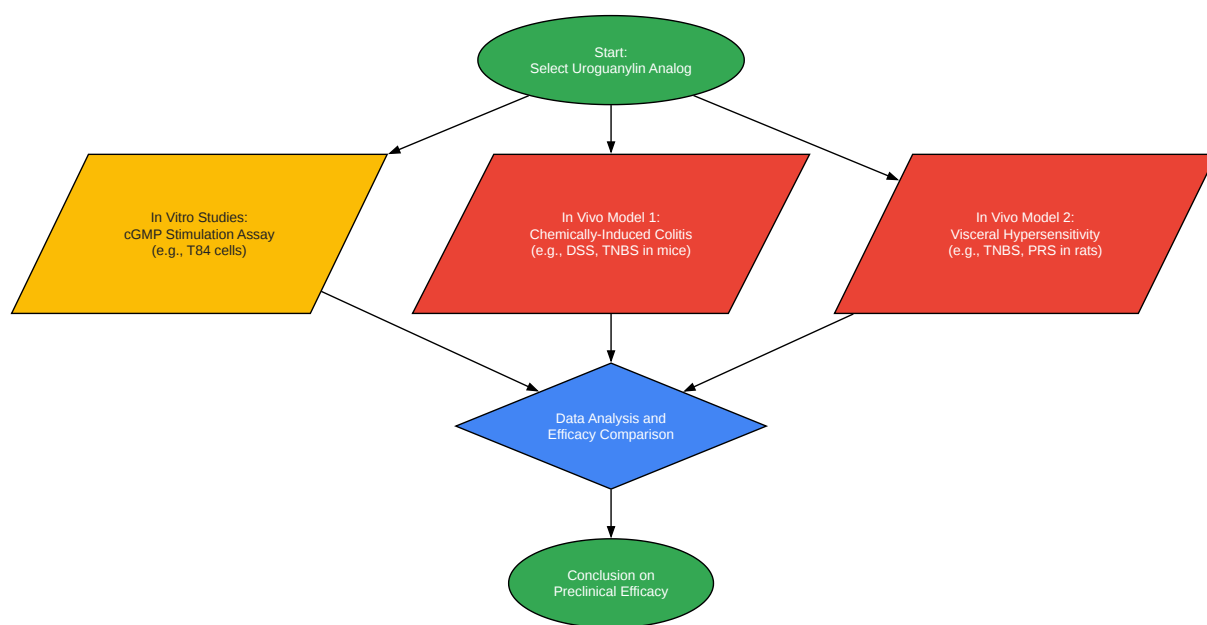 Start:
Select Uroguanylin Analog
In Vitro Studies:
cGMP Stimulation Assay
(e.g., T84 cells)
In Vivo Model 1:
Chemically-Induced Colitis
(e.g., DSS, TNBS in mice)
In Vivo Model 2:
Visceral Hypersensitivity
(e.g., TNBS, PRS in rats)
Data Analysis and
Efficacy Comparison
Conclusion on
Preclinical Efficacy